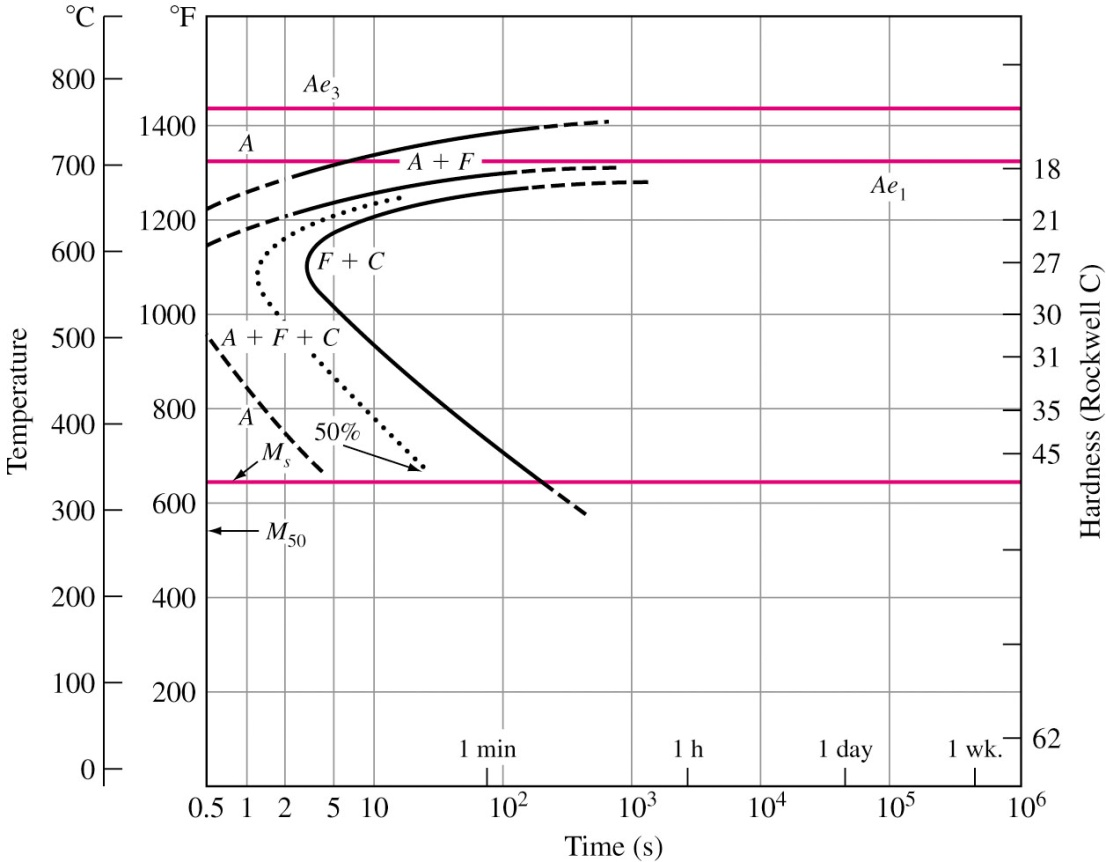 °C
°F
800
700
600
500
400
300
200
100
0
Temperature
1400
1200
1000
800
600
400
200
Ae₃
A
A + F
Ae₁
F + C
A + F + C
A
50%
Mₛ
M₅₀
1 min
1 h
1 day
1 wk.
18
21
27
30
31
35
45
62
Hardness (Rockwell C)
0.5 1 2 5 10 10² 10³ 10⁴ 10⁵ 10⁶
Time (s)